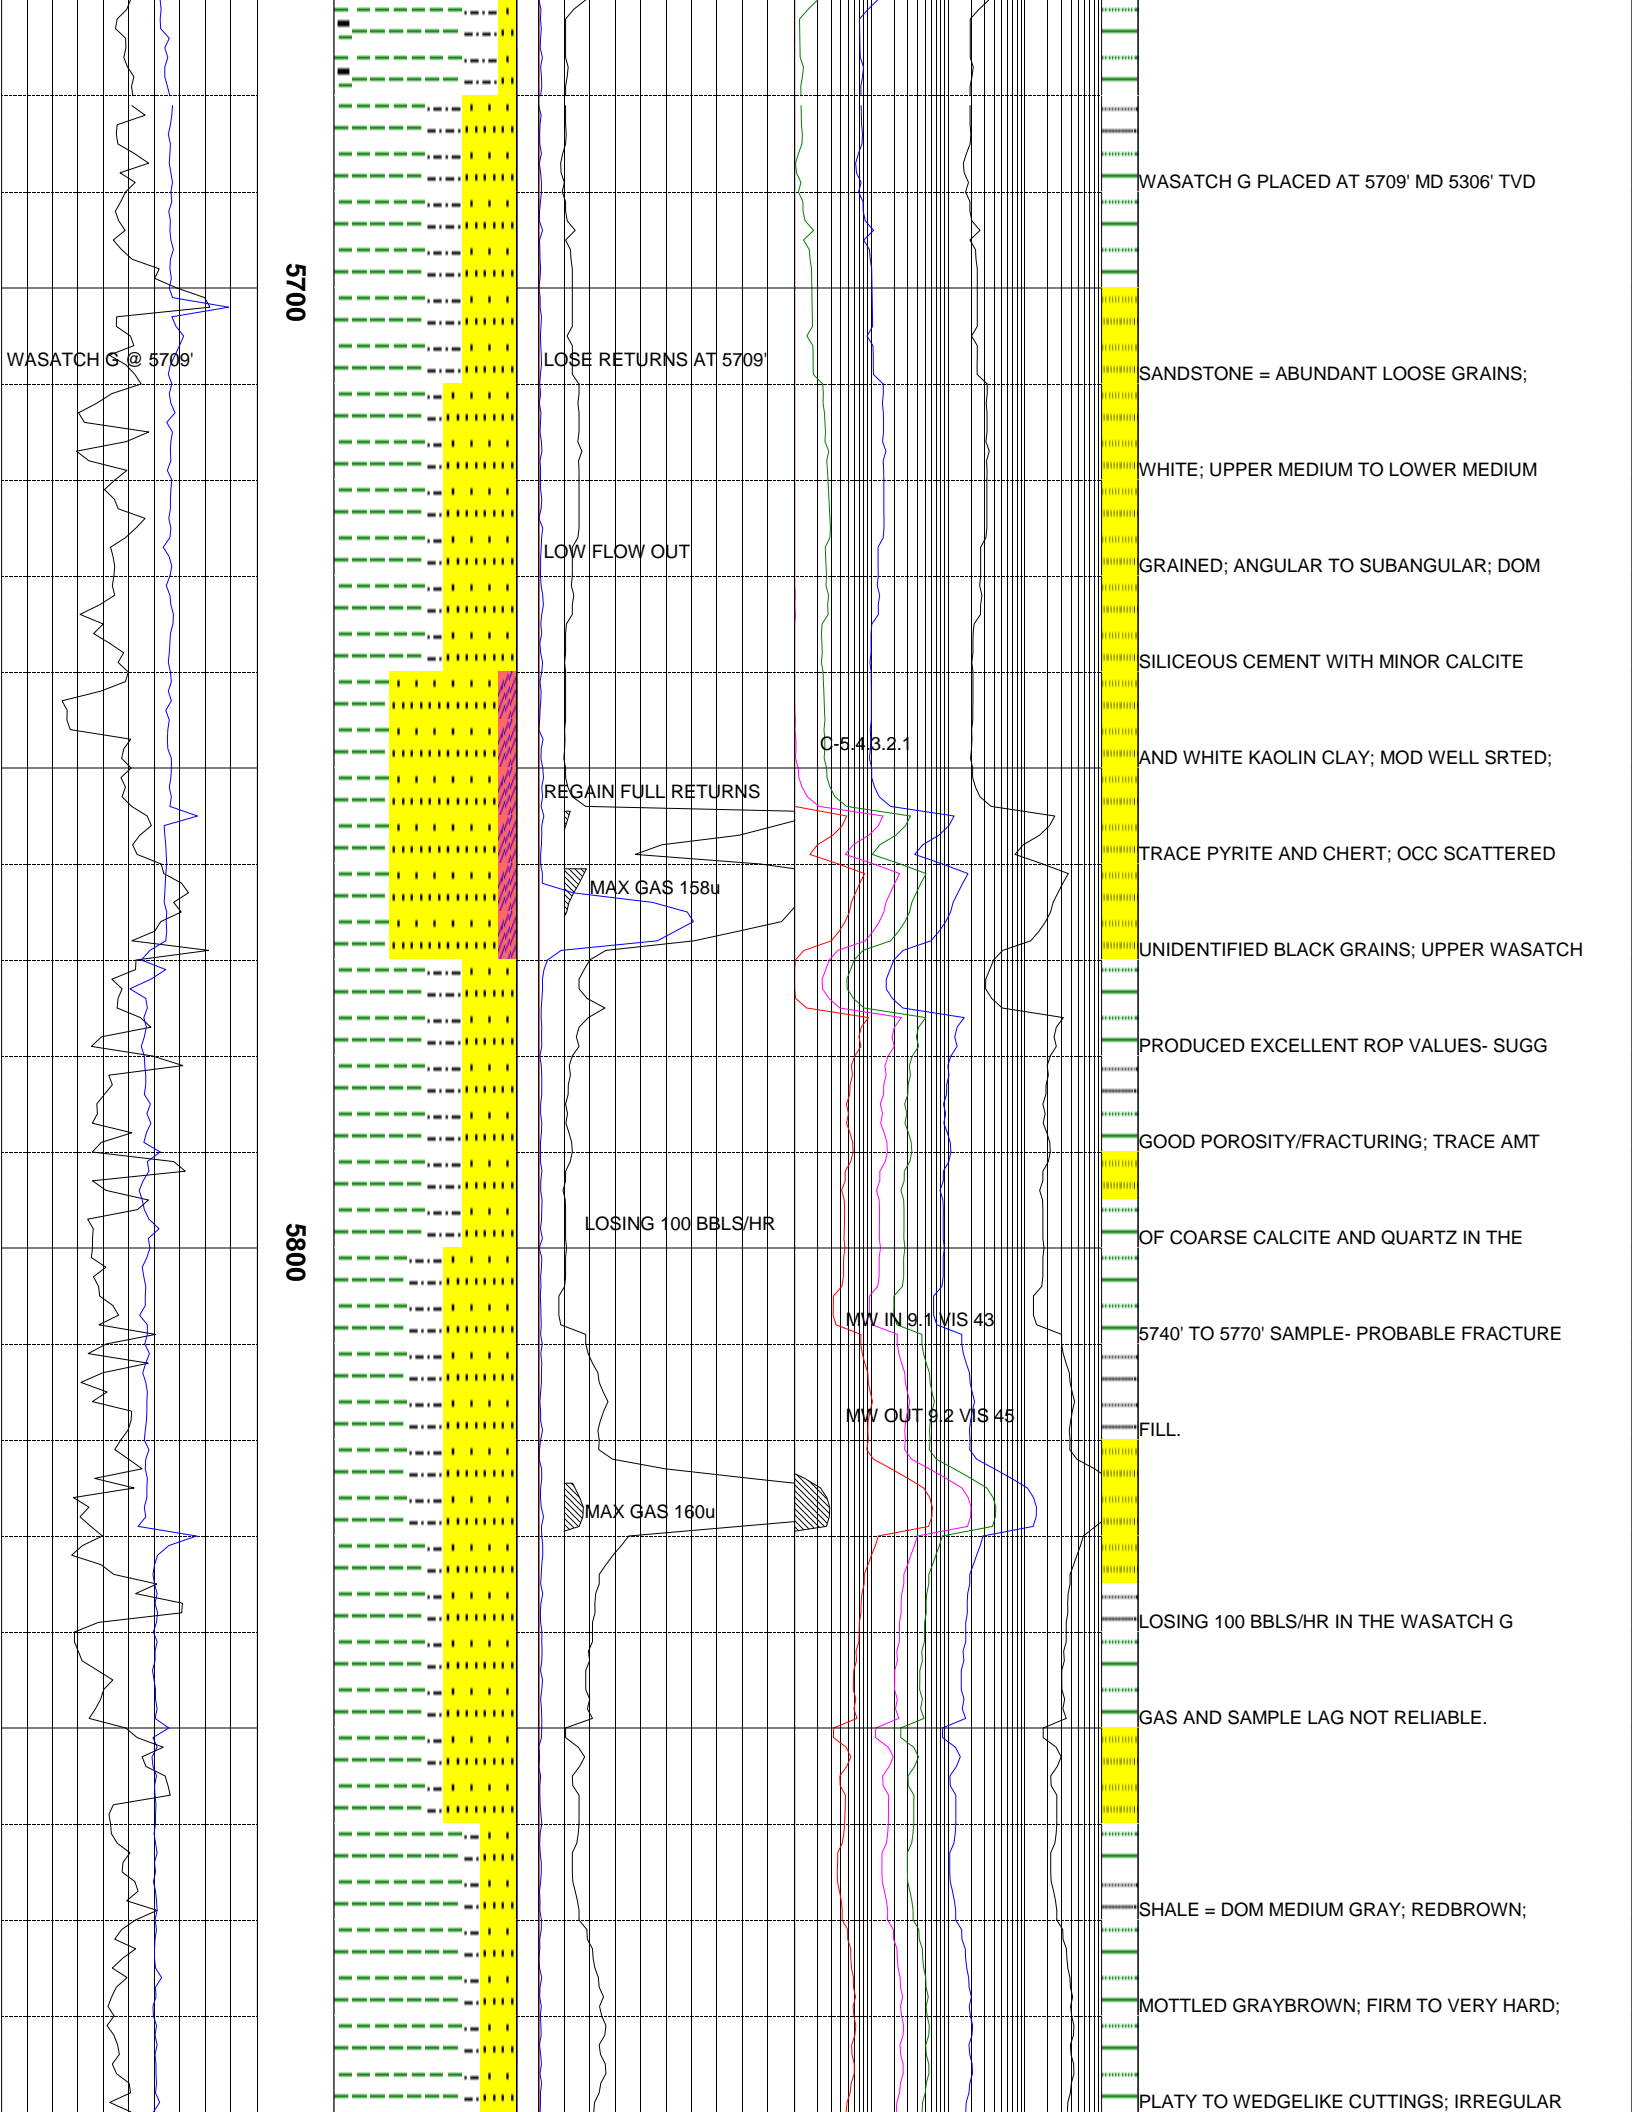 WASATCH G PLACED AT 5709' MD 5306' TVD
5700
WASATCH G @ 5709'
LOSE RETURNS AT 5709'
SANDSTONE = ABUNDANT LOOSE GRAINS;
WHITE; UPPER MEDIUM TO LOWER MEDIUM
LOW FLOW OUT
GRAINED; ANGULAR TO SUBANGULAR; DOM
SILICEOUS CEMENT WITH MINOR CALCITE
C-5.4.3.2.1
AND WHITE KAOLIN CLAY; MOD WELL SRTED;
REGAIN FULL RETURNS
TRACE PYRITE AND CHERT; OCC SCATTERED
MAX GAS 158u
UNIDENTIFIED BLACK GRAINS; UPPER WASATCH
PRODUCED EXCELLENT ROP VALUES- SUGG
GOOD POROSITY/FRACTURING; TRACE AMT
LOSING 100 BBLS/HR
5800
OF COARSE CALCITE AND QUARTZ IN THE
MW IN 9.1 VIS 43
5740' TO 5770' SAMPLE- PROBABLE FRACTURE
MW OUT 9.2 VIS 45
FILL.
MAX GAS 160u
LOSING 100 BBLS/HR IN THE WASATCH G
GAS AND SAMPLE LAG NOT RELIABLE.
SHALE = DOM MEDIUM GRAY; REDBROWN;
MOTTLED GRAYBROWN; FIRM TO VERY HARD;
PLATY TO WEDGELIKE CUTTINGS; IRREGULAR